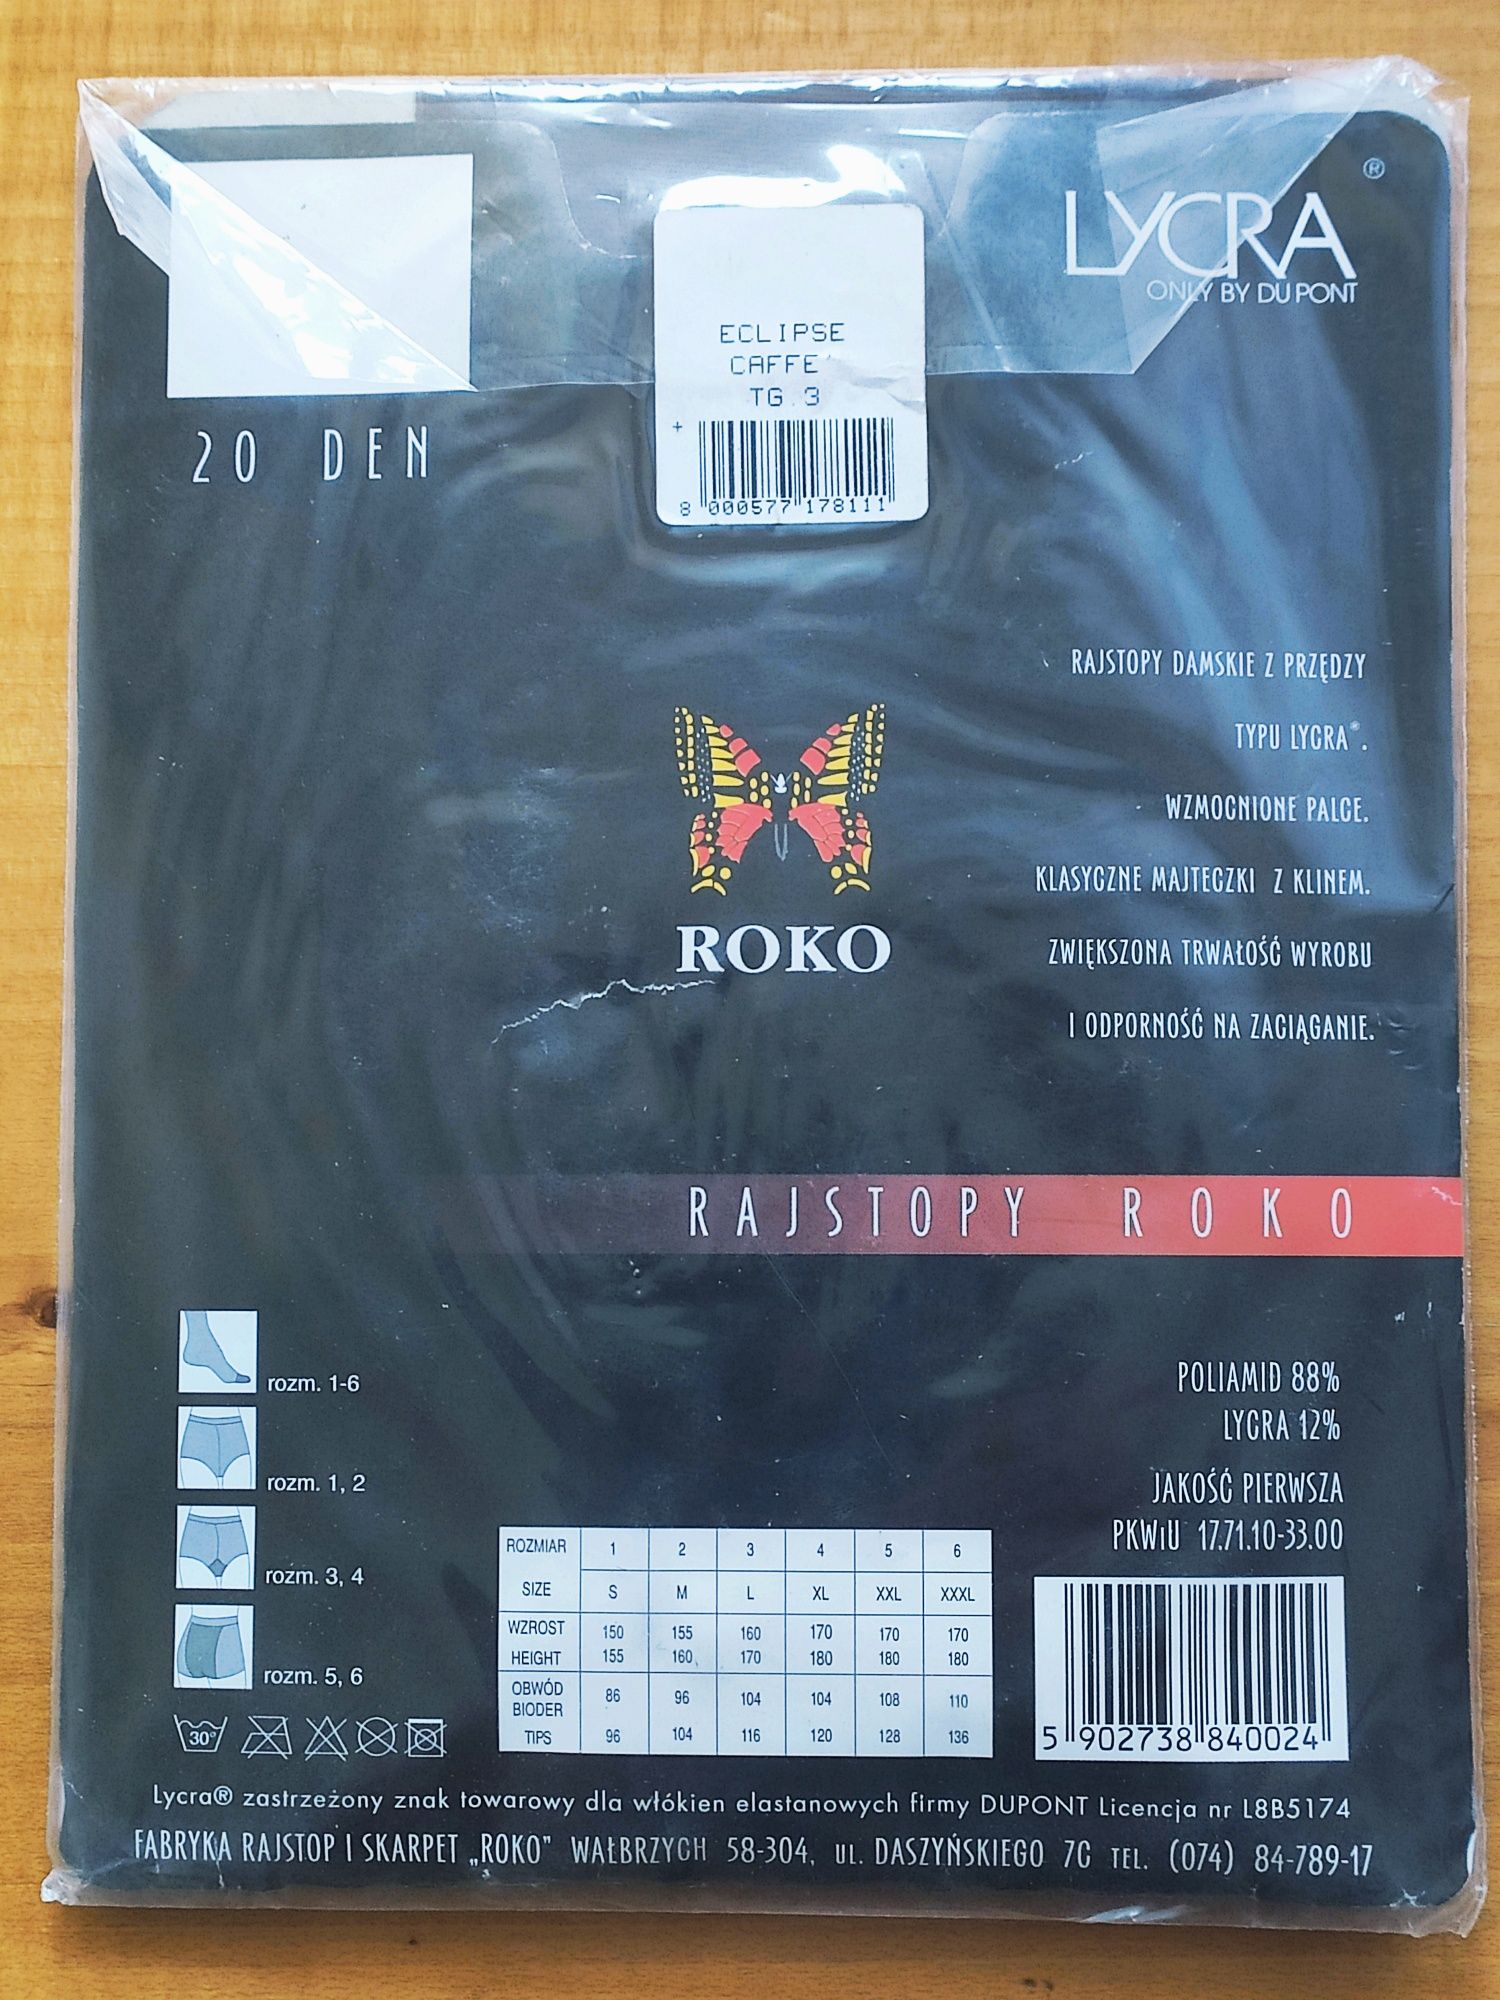 LYCRA®
ONLY BY DU PONT
ECLIPSE
CAFFE'
TG.3
+
8 000577 178111
20 DEN
RAJSTOPY DAMSKIE Z PRZĘDZY
TYPU LYCRA®.
WZMOCNIONE PALCE.
KLASYCZNE MAJTECZKI Z KLINEM.
ZWIĘKSZONA TRWAŁOŚĆ WYROBU
I ODPORNOŚĆ NA ZACIĄGANIE.
ROKO
RAJSTOPY ROKO
rozm. 1-6
rozm. 1, 2
rozm. 3, 4
rozm. 5, 6
30°
POLIAMID 88%
LYCRA 12%
JAKOŚĆ PIERWSZA
PKWiU 17.71.10-33.00
ROZMIAR 1 2 3 4 5 6
SIZE S M L XL XXL XXXL
WZROST 150 155 160 170 170 170
HEIGHT 155 160 170 180 180 180
OBWÓD
BIODER 86 96 104 104 108 110
TIPS 96 104 116 120 128 136
5 902738 840024
Lycra® zastrzeżony znak towarowy dla włókien elastanowych firmy DUPONT Licencja nr L8B5174
FABRYKA RAJSTOP I SKARPET „ROKO" WAŁBRZYCH 58-304, UL. DASZYŃSKIEGO 7C TEL. (074) 84-789-17